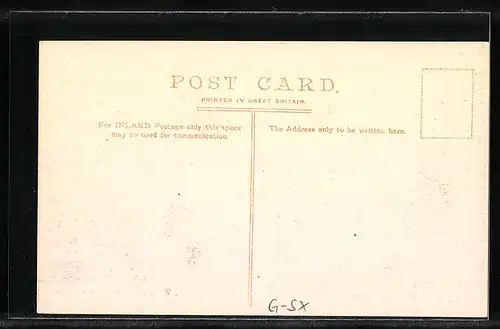 POST CARD.
PRINTED IN GREAT BRITAIN.
For INLAND Postage only this space
may be used for communication.
The Address only to be written here.
G-SX